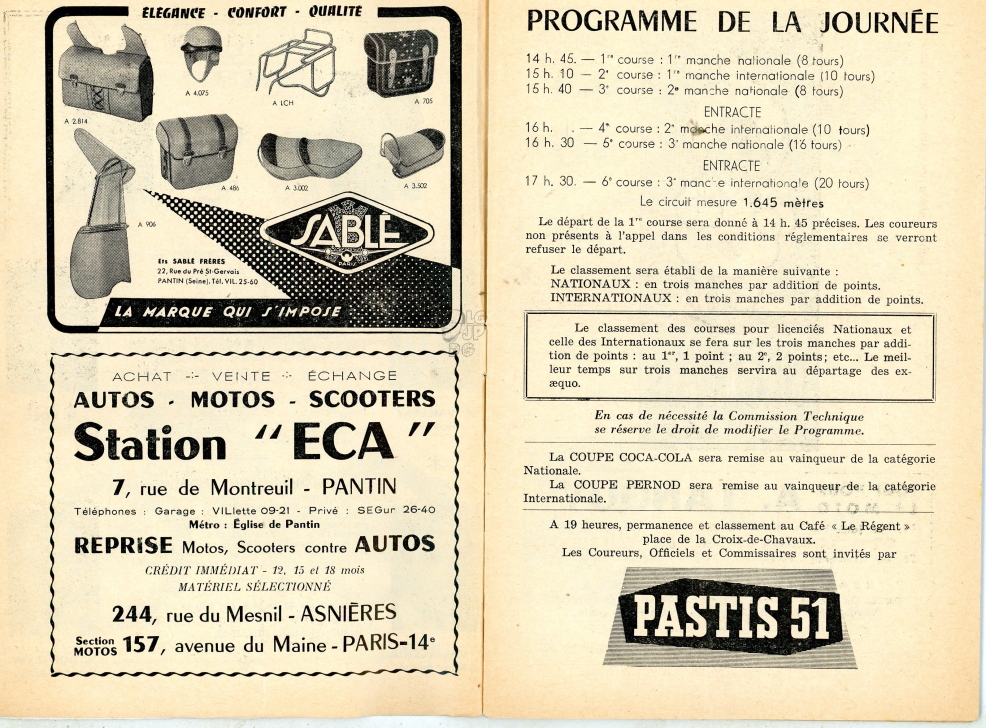 ÉLÉGANCE - CONFORT - QUALITÉ
A 4.075
A LCH
A 705
A 2.814
A 486
A 3.002
A 3.502
A 906
SABLÉ
PARIS
Ets SABLÉ FRÈRES
22, Rue du Pré St-Gervais
PANTIN (Seine). Tél. VIL. 25-60
LA MARQUE QUI S'IMPOSE
ACHAT -:- VENTE -:- ÉCHANGE
AUTOS - MOTOS - SCOOTERS
Station "ECA"
7, rue de Montreuil - PANTIN
Téléphones : Garage : VILlette 09-21 - Privé : SEGur 26-40
Métro : Église de Pantin
REPRISE Motos, Scooters contre AUTOS
CRÉDIT IMMÉDIAT - 12, 15 et 18 mois
MATÉRIEL SÉLECTIONNÉ
244, rue du Mesnil - ASNIÈRES
Section MOTOS 157, avenue du Maine - PARIS-14e
PROGRAMME DE LA JOURNÉE
14 h. 45. — 1re course : 1re manche nationale (8 tours)
15 h. 10 — 2e course : 1re manche internationale (10 tours)
15 h. 40 — 3e course : 2e manche nationale (8 tours)
ENTRACTE
16 h. . — 4e course : 2e manche internationale (10 tours)
16 h. 30 — 5e course : 3e manche nationale (16 tours)
ENTRACTE
17 h. 30. — 6e course : 3e manche internationale (20 tours)
Le circuit mesure 1.645 mètres
Le départ de la 1re course sera donné à 14 h. 45 précises. Les coureurs
non présents à l'appel dans les conditions réglementaires se verront
refuser le départ.
Le classement sera établi de la manière suivante :
NATIONAUX : en trois manches par addition de points.
INTERNATIONAUX : en trois manches par addition de points.
Le classement des courses pour licenciés Nationaux et
celle des Internationaux se fera sur les trois manches par addi-
tion de points : au 1er, 1 point ; au 2e, 2 points ; etc... Le meil-
leur temps sur trois manches servira au départage des ex-
æquo.
En cas de nécessité la Commission Technique
se réserve le droit de modifier le Programme.
La COUPE COCA-COLA sera remise au vainqueur de la catégorie
Nationale.
La COUPE PERNOD sera remise au vainqueur de la catégorie
Internationale.
A 19 heures, permanence et classement au Café « Le Régent »
place de la Croix-de-Chavaux.
Les Coureurs, Officiels et Commissaires sont invités par
PASTIS 51